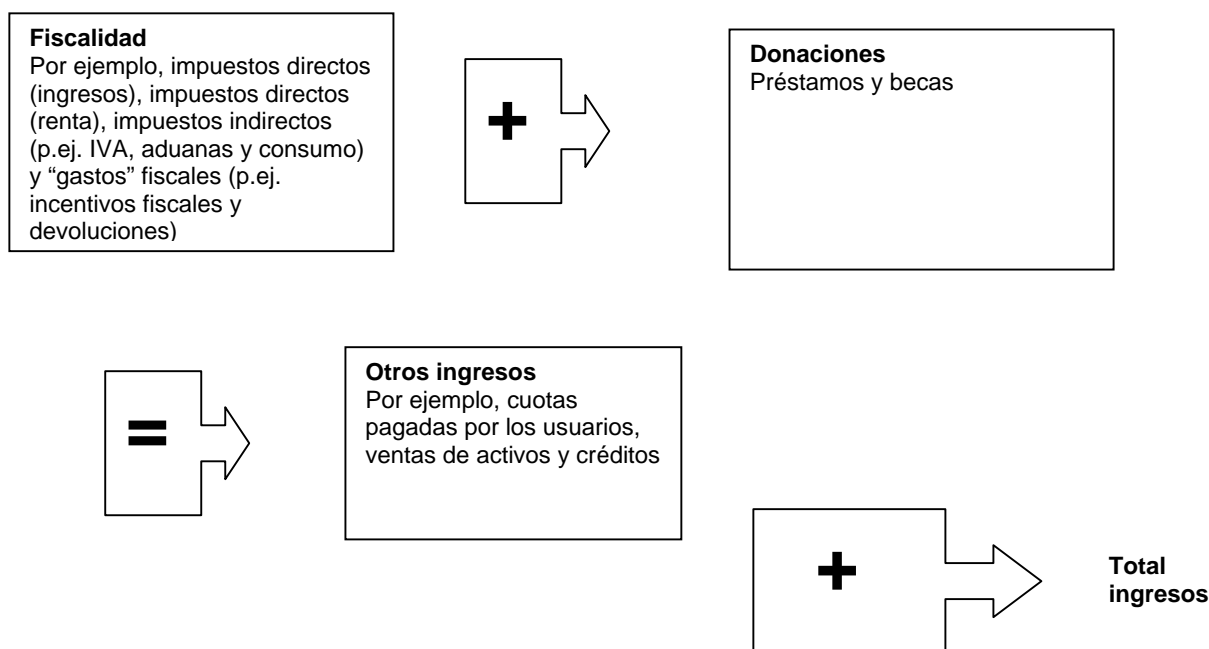 Fiscalidad
Por ejemplo, impuestos directos
(ingresos), impuestos directos
(renta), impuestos indirectos
(p.ej. IVA, aduanas y consumo)
y “gastos” fiscales (p.ej.
incentivos fiscales y
devoluciones)
+
Donaciones
Préstamos y becas
=
Otros ingresos
Por ejemplo, cuotas
pagadas por los usuarios,
ventas de activos y créditos
+
Total
ingresos